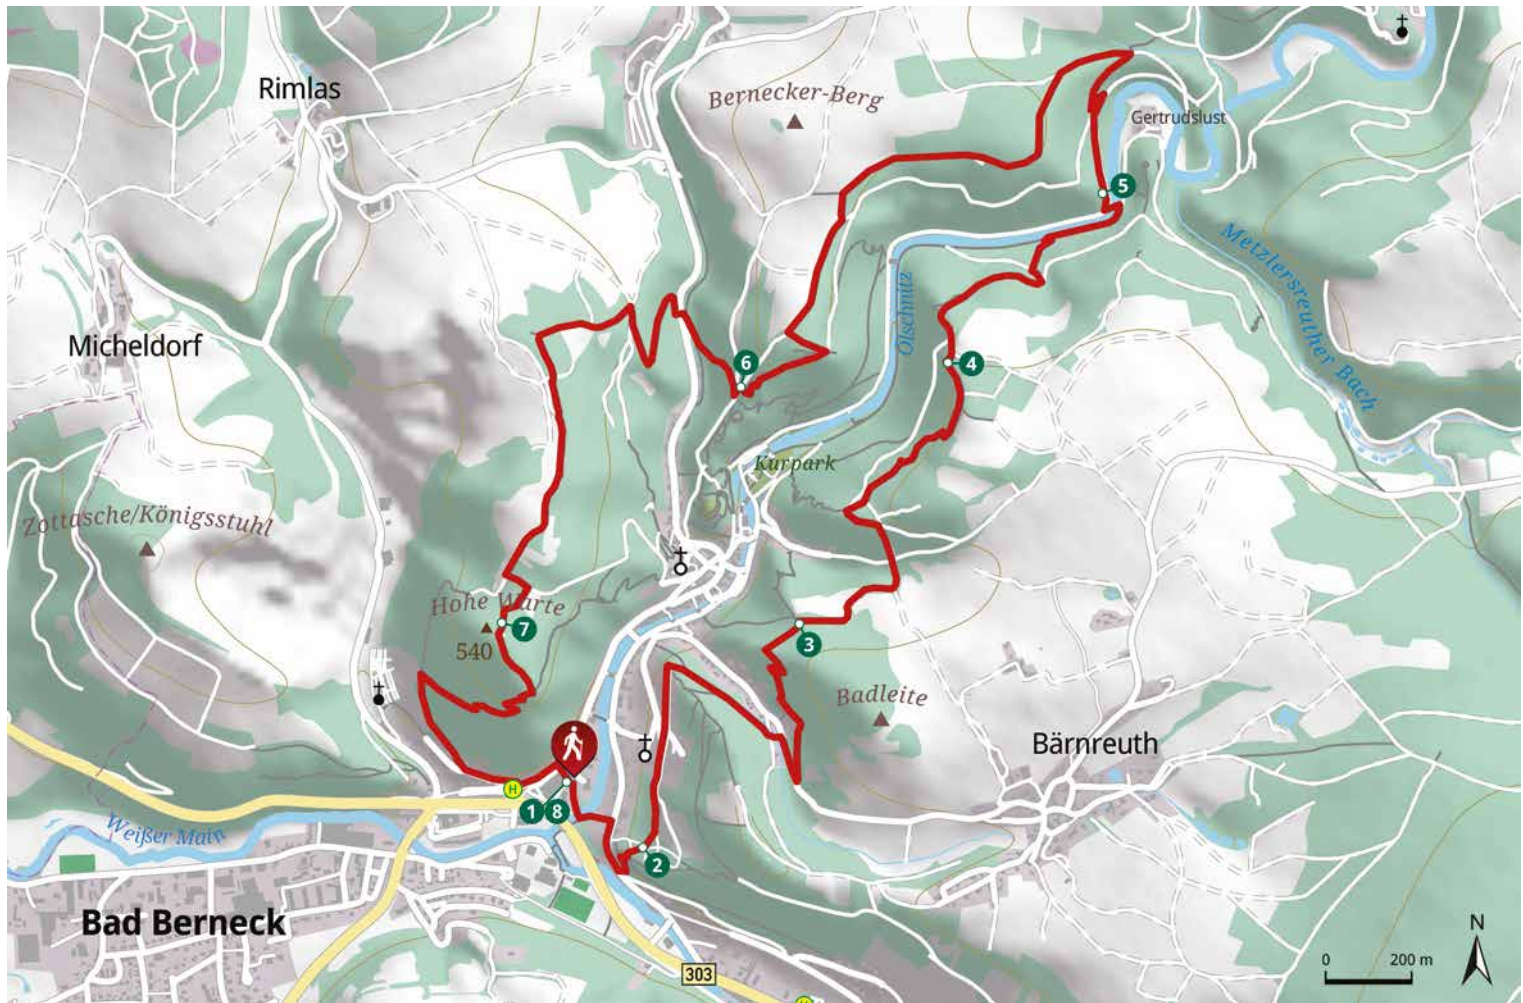 Rimlas
Bernecker-Berg
Gertrudslust
5
Metzlersreuther Bach
Ölschnitz
Micheldorf
6
4
Kurpark
Zottasche/Königsstuhl
Hohe Warte
540
7
3
Badleite
Bärnreuth
H
1
8
Weißer Main
2
Bad Berneck
303
N
0
200 m